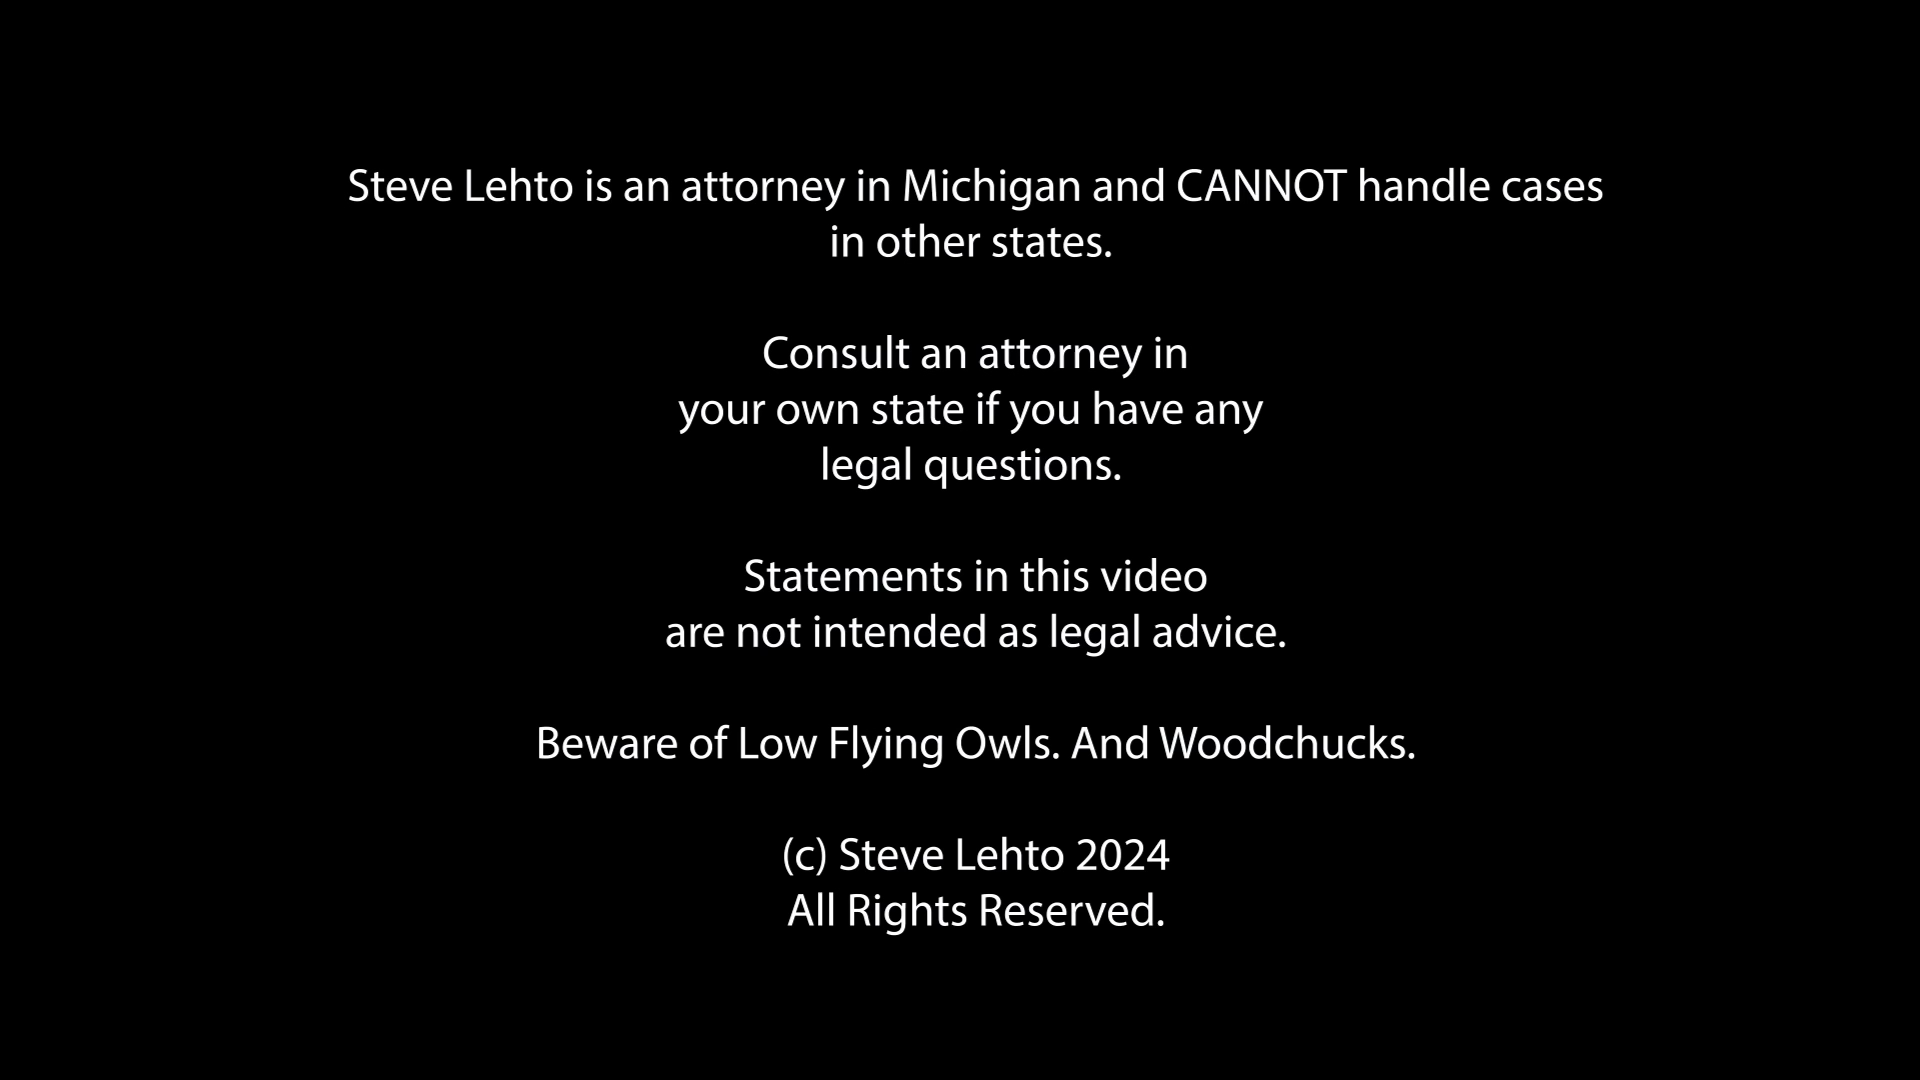 Steve Lehto is an attorney in Michigan and CANNOT handle cases
in other states.
Consult an attorney in
your own state if you have any
legal questions.
Statements in this video
are not intended as legal advice.
Beware of Low Flying Owls. And Woodchucks.
(c) Steve Lehto 2024
All Rights Reserved.